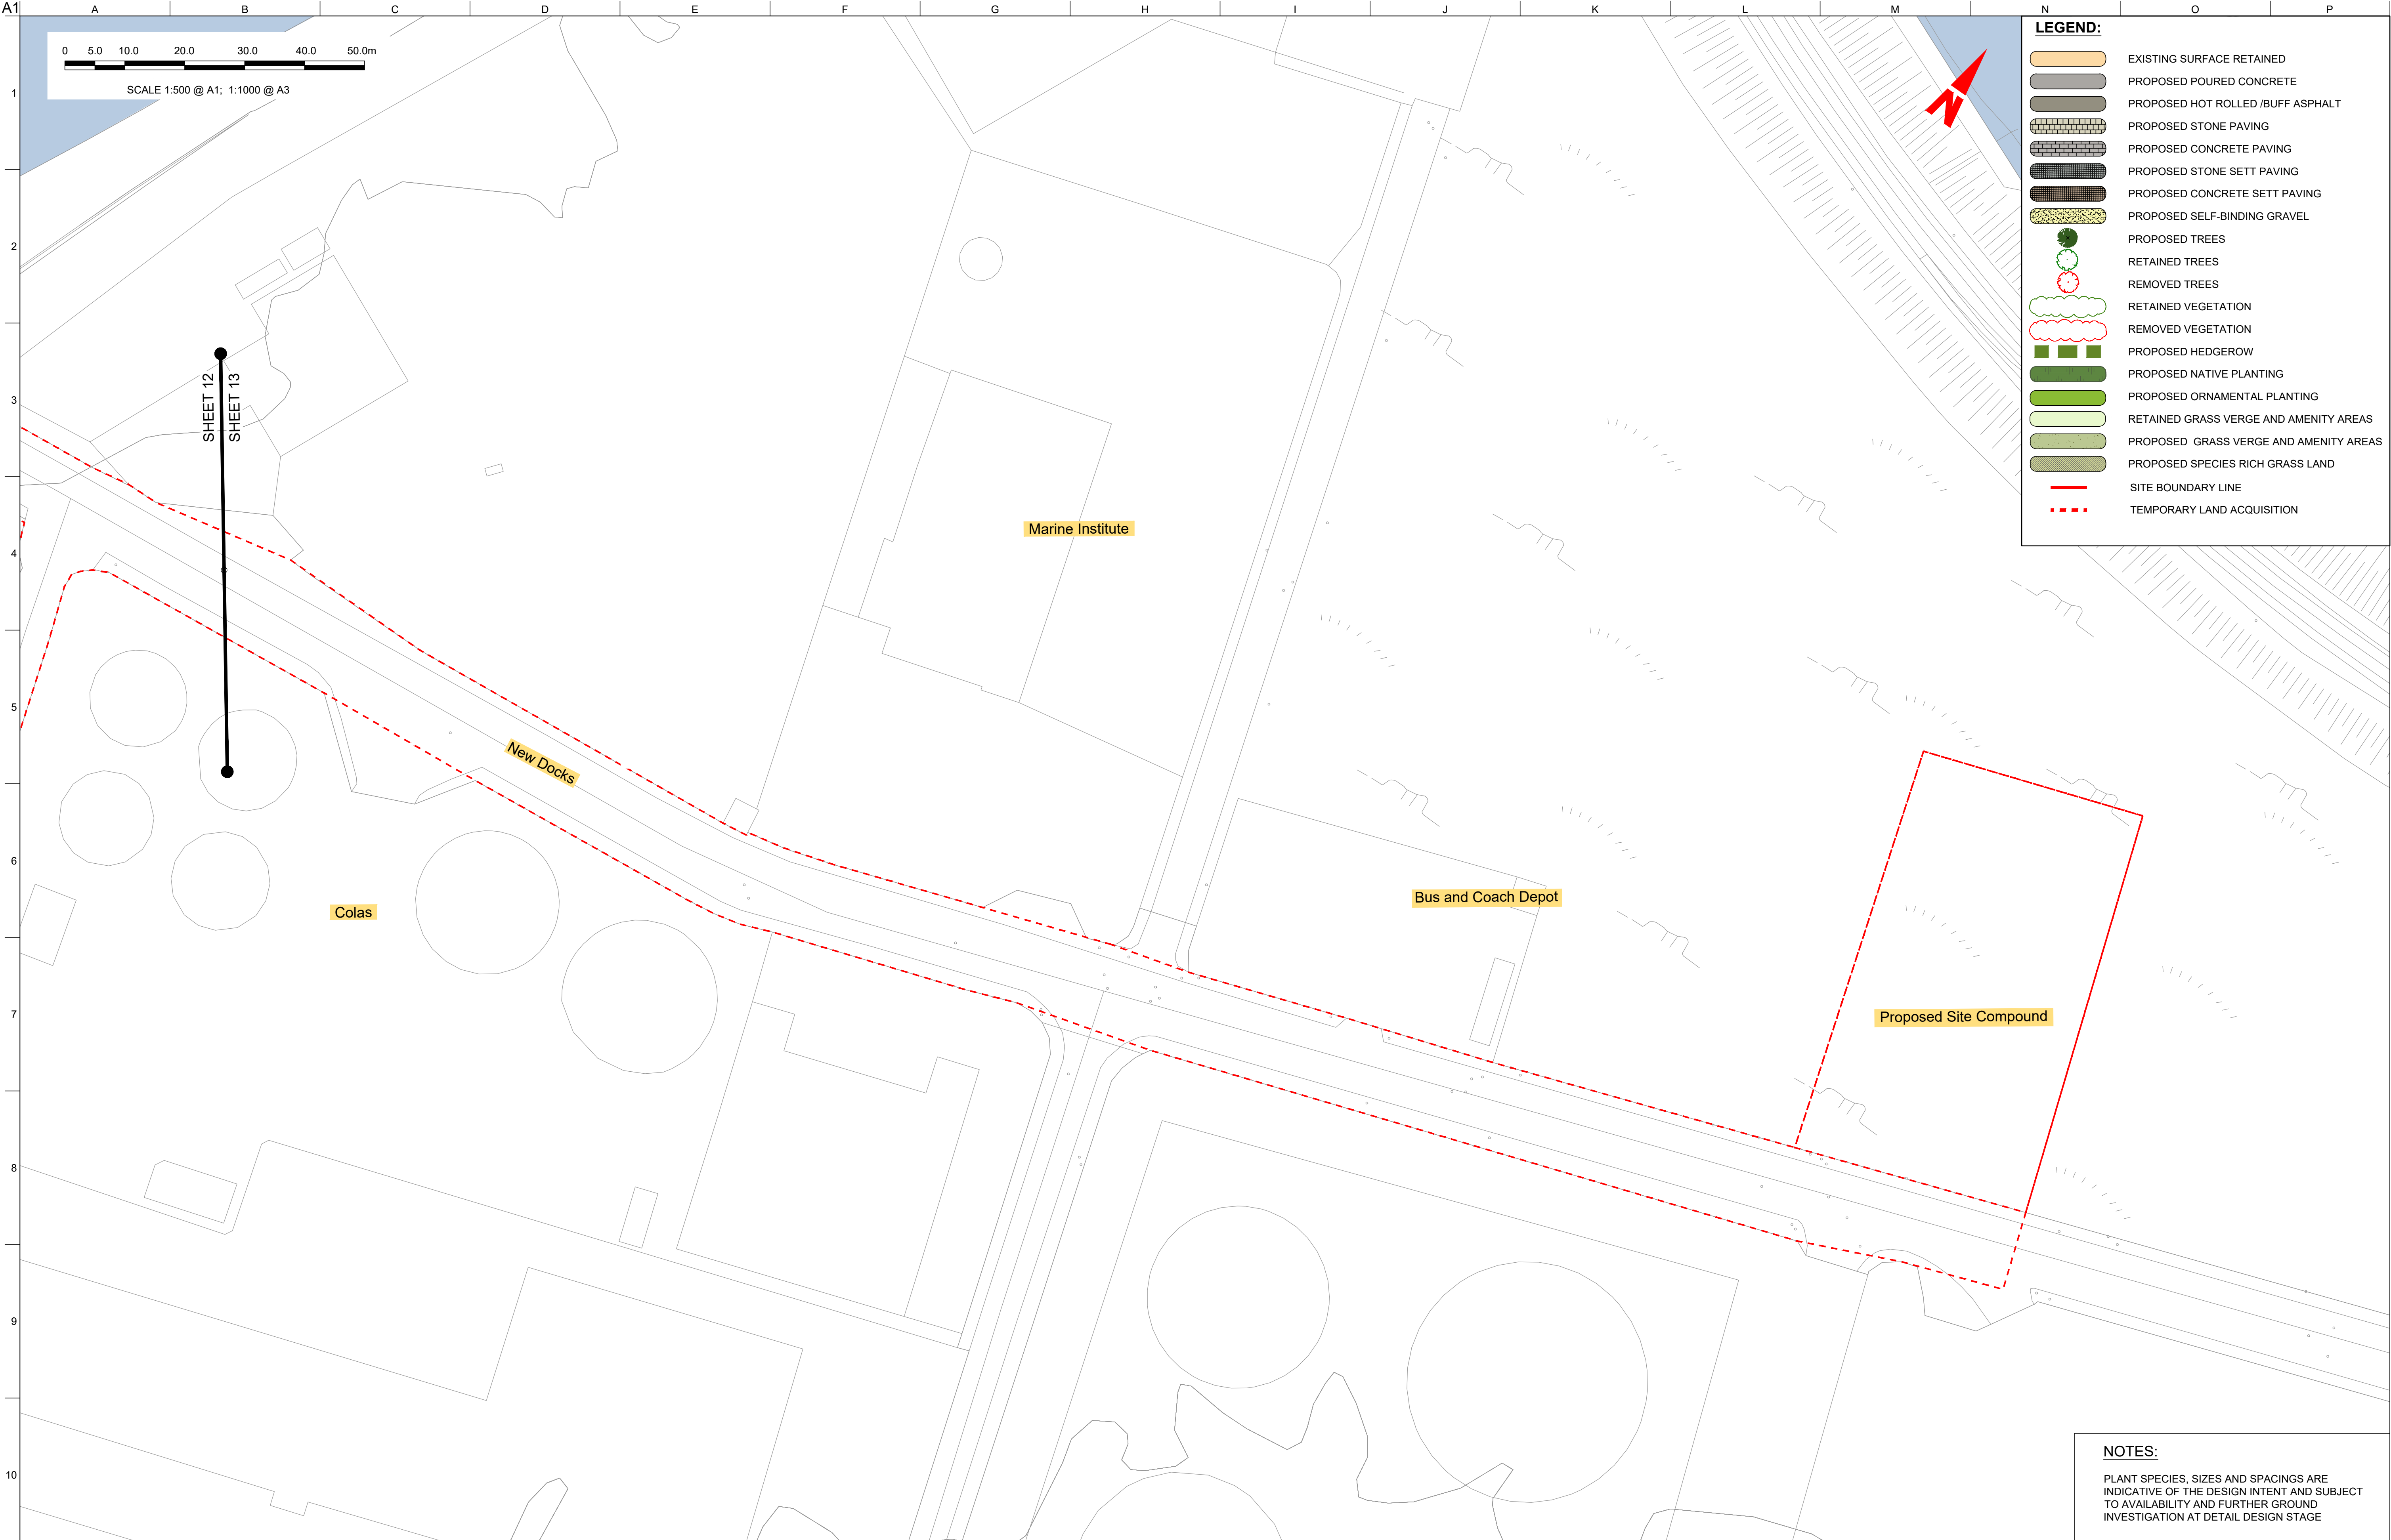 A1
A B C D E F G H I J K L M N O P
1
2
3
4
5
6
7
8
9
10
0 5.0 10.0 20.0 30.0 40.0 50.0m
SCALE 1:500 @ A1; 1:1000 @ A3
N
SHEET 12
SHEET 13
Marine Institute
New Docks
Colas
Bus and Coach Depot
Proposed Site Compound
LEGEND:
EXISTING SURFACE RETAINED
PROPOSED POURED CONCRETE
PROPOSED HOT ROLLED /BUFF ASPHALT
PROPOSED STONE PAVING
PROPOSED CONCRETE PAVING
PROPOSED STONE SETT PAVING
PROPOSED CONCRETE SETT PAVING
PROPOSED SELF-BINDING GRAVEL
PROPOSED TREES
RETAINED TREES
REMOVED TREES
RETAINED VEGETATION
REMOVED VEGETATION
PROPOSED HEDGEROW
PROPOSED NATIVE PLANTING
PROPOSED ORNAMENTAL PLANTING
RETAINED GRASS VERGE AND AMENITY AREAS
PROPOSED GRASS VERGE AND AMENITY AREAS
PROPOSED SPECIES RICH GRASS LAND
SITE BOUNDARY LINE
TEMPORARY LAND ACQUISITION
NOTES:
PLANT SPECIES, SIZES AND SPACINGS ARE
INDICATIVE OF THE DESIGN INTENT AND SUBJECT
TO AVAILABILITY AND FURTHER GROUND
INVESTIGATION AT DETAIL DESIGN STAGE